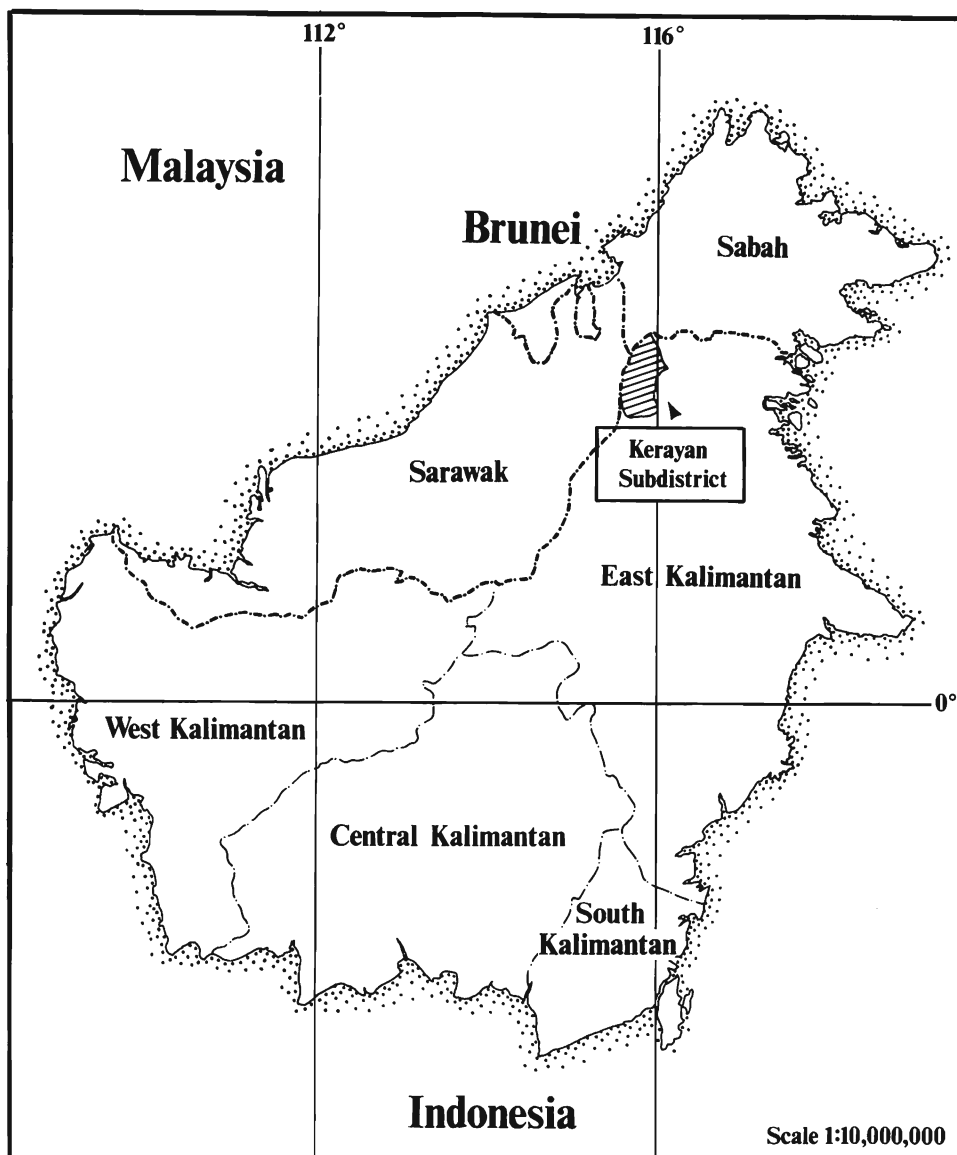 112°
116°
Malaysia
Brunei
Sabah
Kerayan
Subdistrict
Sarawak
East Kalimantan
0°
West Kalimantan
Central Kalimantan
South
Kalimantan
Indonesia
Scale 1:10,000,000